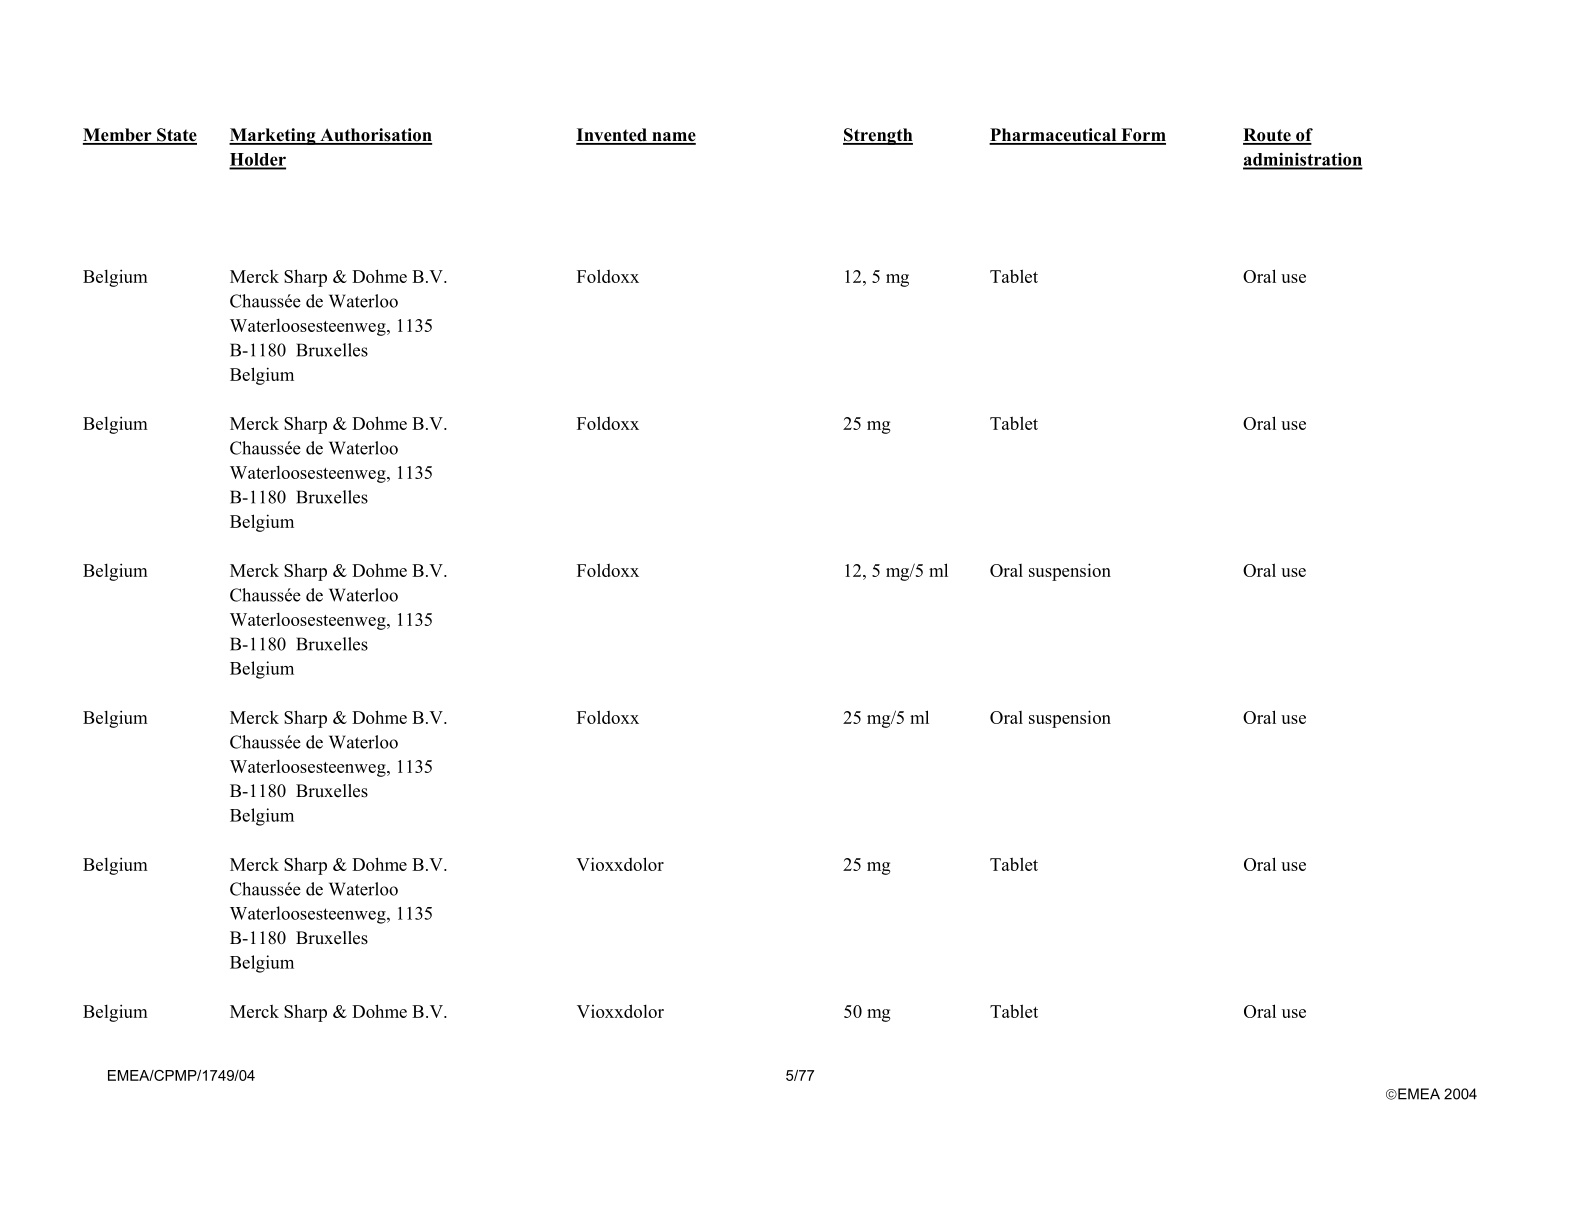 Member State Marketing Authorisation Invented name Strength Pharmaceutical Form Route of
Holder administration
Belgium Merck Sharp & Dohme B.V. Foldoxx 12, 5 mg Tablet Oral use
Chaussée de Waterloo
Waterloosesteenweg, 1135
B-1180 Bruxelles
Belgium
Belgium Merck Sharp & Dohme B.V. Foldoxx 25 mg Tablet Oral use
Chaussée de Waterloo
Waterloosesteenweg, 1135
B-1180 Bruxelles
Belgium
Belgium Merck Sharp & Dohme B.V. Foldoxx 12, 5 mg/5 ml Oral suspension Oral use
Chaussée de Waterloo
Waterloosesteenweg, 1135
B-1180 Bruxelles
Belgium
Belgium Merck Sharp & Dohme B.V. Foldoxx 25 mg/5 ml Oral suspension Oral use
Chaussée de Waterloo
Waterloosesteenweg, 1135
B-1180 Bruxelles
Belgium
Belgium Merck Sharp & Dohme B.V. Vioxxdolor 25 mg Tablet Oral use
Chaussée de Waterloo
Waterloosesteenweg, 1135
B-1180 Bruxelles
Belgium
Belgium Merck Sharp & Dohme B.V. Vioxxdolor 50 mg Tablet Oral use
EMEA/CPMP/1749/04 5/77
©EMEA 2004